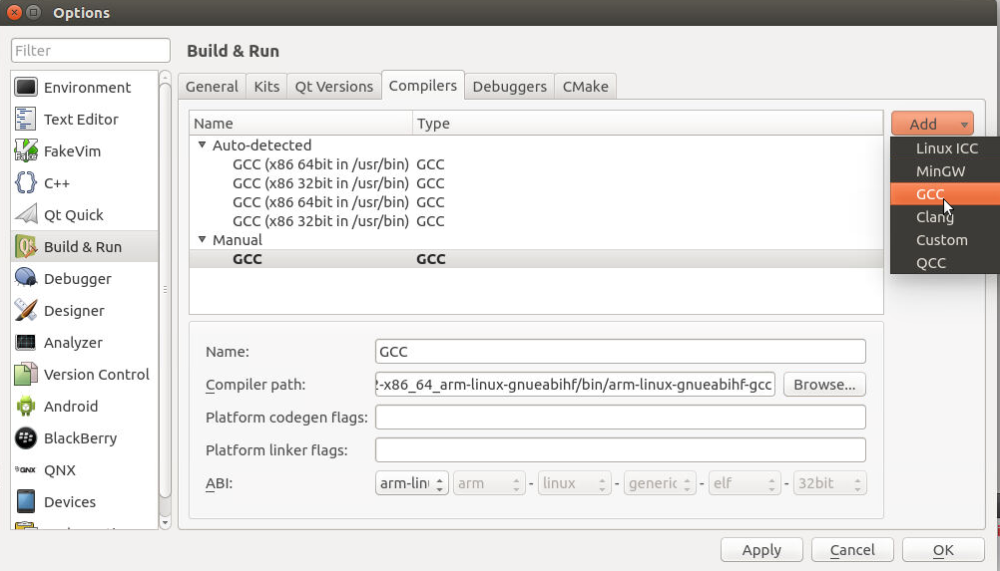 Options
Filter
Environment
Text Editor
FakeVim
C++
Qt Quick
Build & Run
Debugger
Designer
Analyzer
Version Control
Android
BlackBerry
QNX
Devices
Build & Run
General Kits Qt Versions Compilers Debuggers CMake
Name Type
Auto-detected
GCC (x86 64bit in /usr/bin) GCC
GCC (x86 32bit in /usr/bin) GCC
GCC (x86 64bit in /usr/bin) GCC
GCC (x86 32bit in /usr/bin) GCC
Manual
GCC GCC
Add
Linux ICC
MinGW
GCC
Clang
Custom
QCC
Name: GCC
Compiler path: 2-x86_64_arm-linux-gnueabihf/bin/arm-linux-gnueabihf-gcc Browse...
Platform codegen flags:
Platform linker flags:
ABI: arm-linu arm - linux - generic - elf - 32bit
Apply Cancel OK